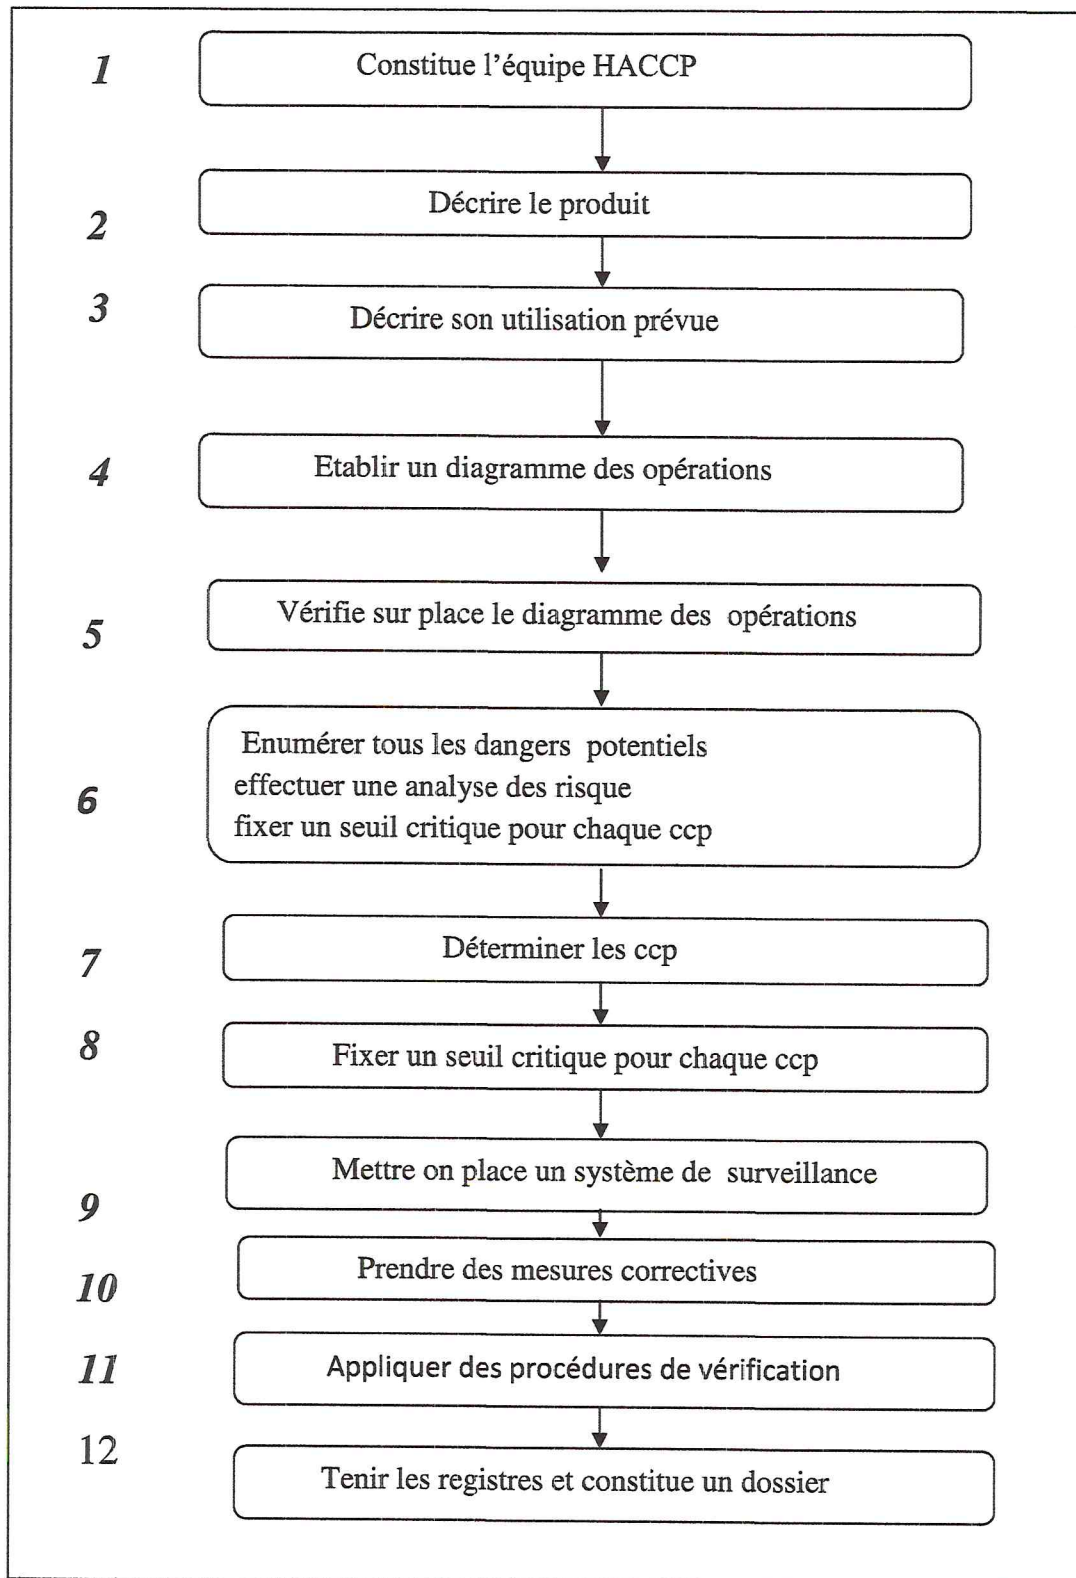 1 Constitue l'équipe HACCP
2 Décrire le produit
3 Décrire son utilisation prévue
4 Etablir un diagramme des opérations
5 Vérifie sur place le diagramme des opérations
Enumérer tous les dangers potentiels
6 effectuer une analyse des risque
fixer un seuil critique pour chaque ccp
7 Déterminer les ccp
8 Fixer un seuil critique pour chaque ccp
9 Mettre on place un système de surveillance
10 Prendre des mesures correctives
11 Appliquer des procédures de vérification
12 Tenir les registres et constitue un dossier